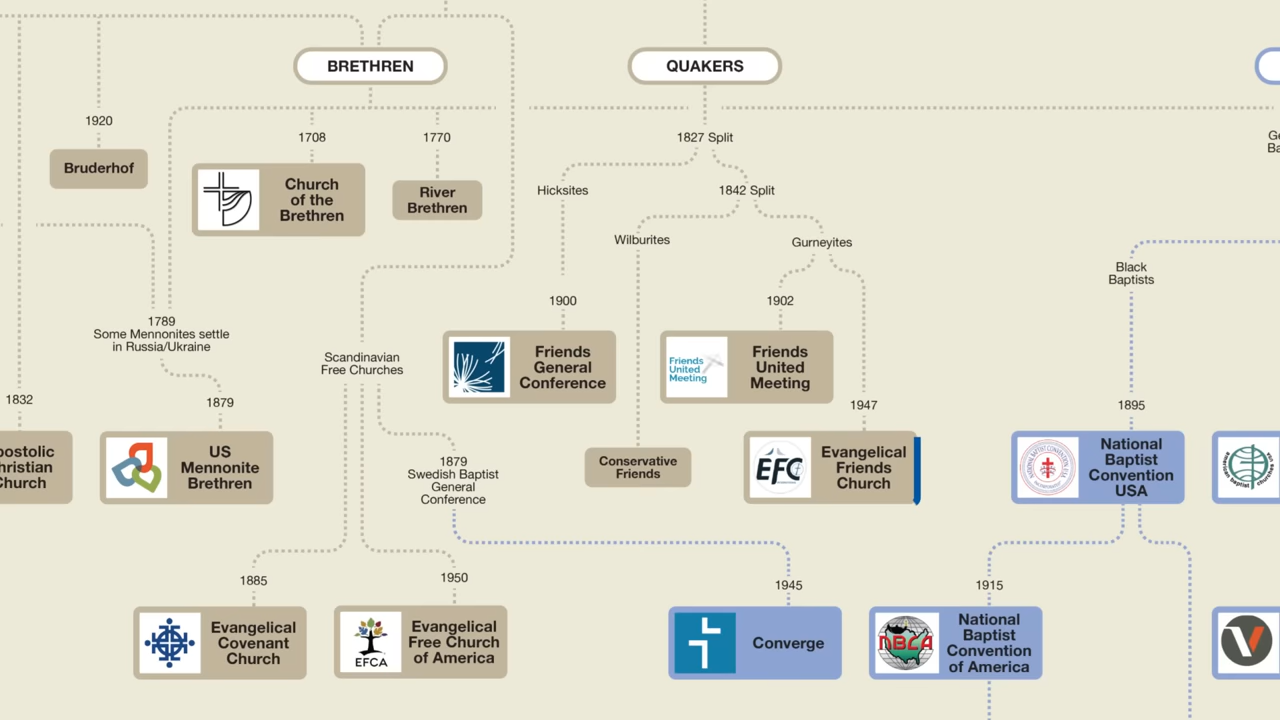 BRETHREN
QUAKERS
1920
Bruderhof
1708
Church
of the
Brethren
1770
River
Brethren
1827 Split
Hicksites
1842 Split
Wilburites
Gurneyites
Black
Baptists
1789
Some Mennonites settle
in Russia/Ukraine
Scandinavian
Free Churches
1900
Friends
General
Conference
1902
Friends
United
Meeting
Friends
United
Meeting
1832
1879
US
Mennonite
Brethren
1879
Swedish Baptist
General
Conference
Conservative
Friends
1947
EFC
Evangelical
Friends
Church
1895
National
Baptist
Convention
USA
Church
1885
Evangelical
Covenant
Church
1950
EFCA
Evangelical
Free Church
of America
1945
Converge
1915
NBCA
National
Baptist
Convention
of America